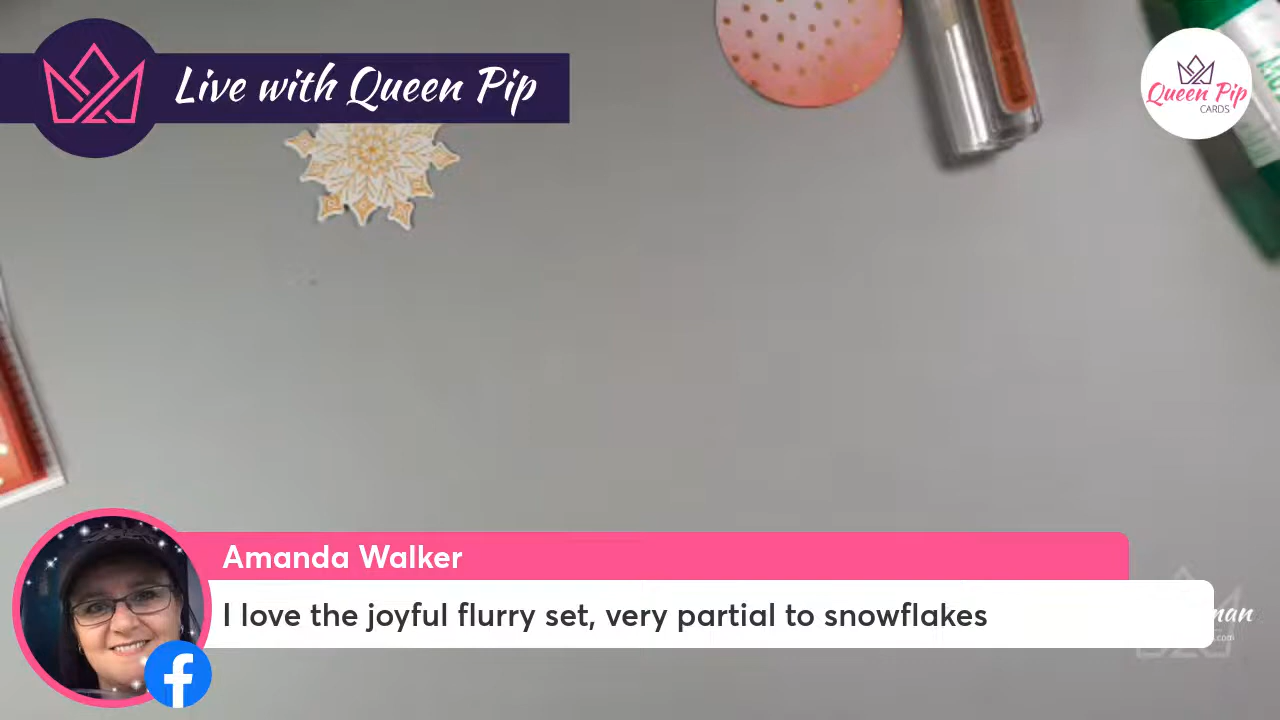 Live with Queen Pip
Queen Pip
CARDS
Amanda Walker
I love the joyful flurry set, very partial to snowflakes